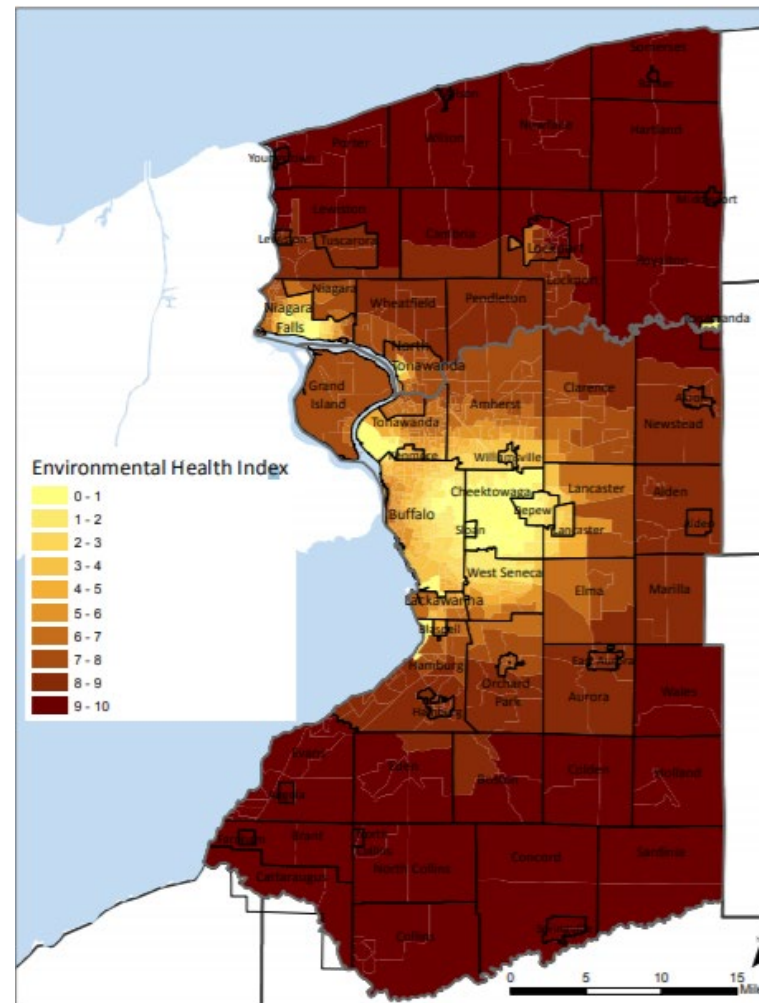 Somerset
Barker
Wilson
Wilson
Newfane
Hartland
Porter
Youngstown
Lewiston
Lewiston
Tuscarora
Cambria
Lockport
Lockport
Royalton
Niagara
Niagara
Falls
Wheatfield
Pendleton
North
Tonawanda
Grand
Island
Tonawanda
Amherst
Clarence
Newstead
Kenmore
Williamsville
Environmental Health Index
0 - 1
1 - 2
2 - 3
3 - 4
4 - 5
5 - 6
6 - 7
7 - 8
8 - 9
9 - 10
Cheektowaga
Lancaster
Alden
Buffalo
Depew
Sloan
Lancaster
Alden
West Seneca
Lackawanna
Elma
Marilla
Blasdell
Hamburg
Orchard
Park
East Aurora
Aurora
Wales
Hamburg
Evans
Eden
Boston
Colden
Holland
Angola
Brant
North
Collins
North Collins
Concord
Sardinia
Cattaraugus
Collins
0 5 10 15
Mile